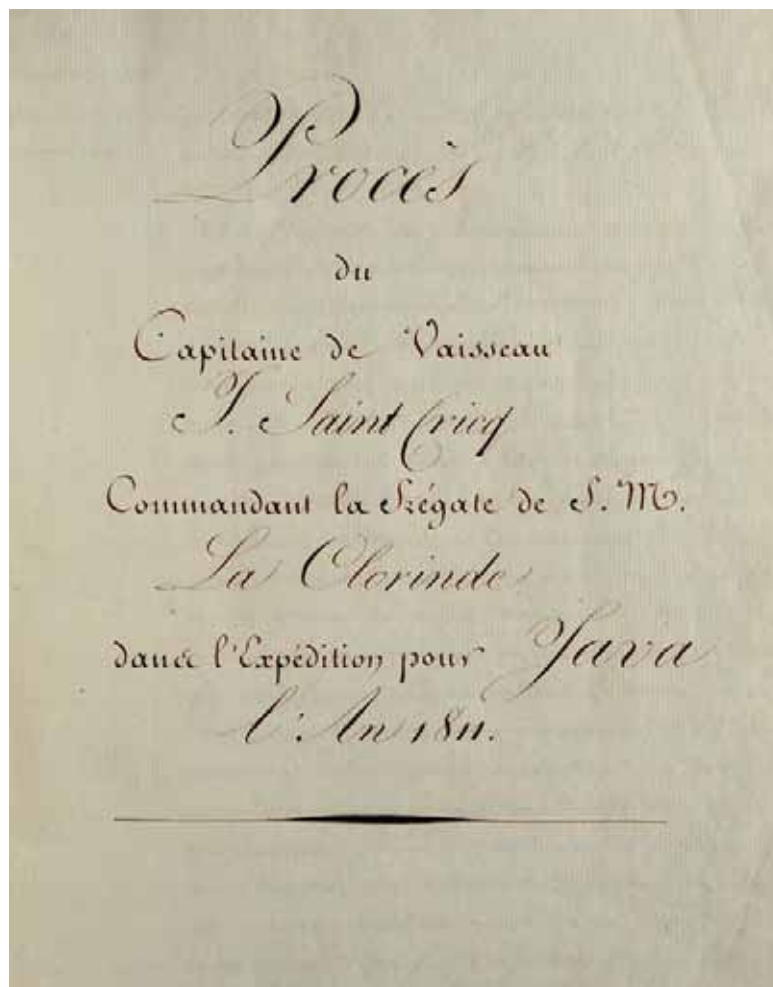 Procès
du
Capitaine de Vaisseau
J. Saint Cricq
Commandant la Frégate de S. M.
La Clorinde
dans l'Expédition pour Java
l'An 1811.